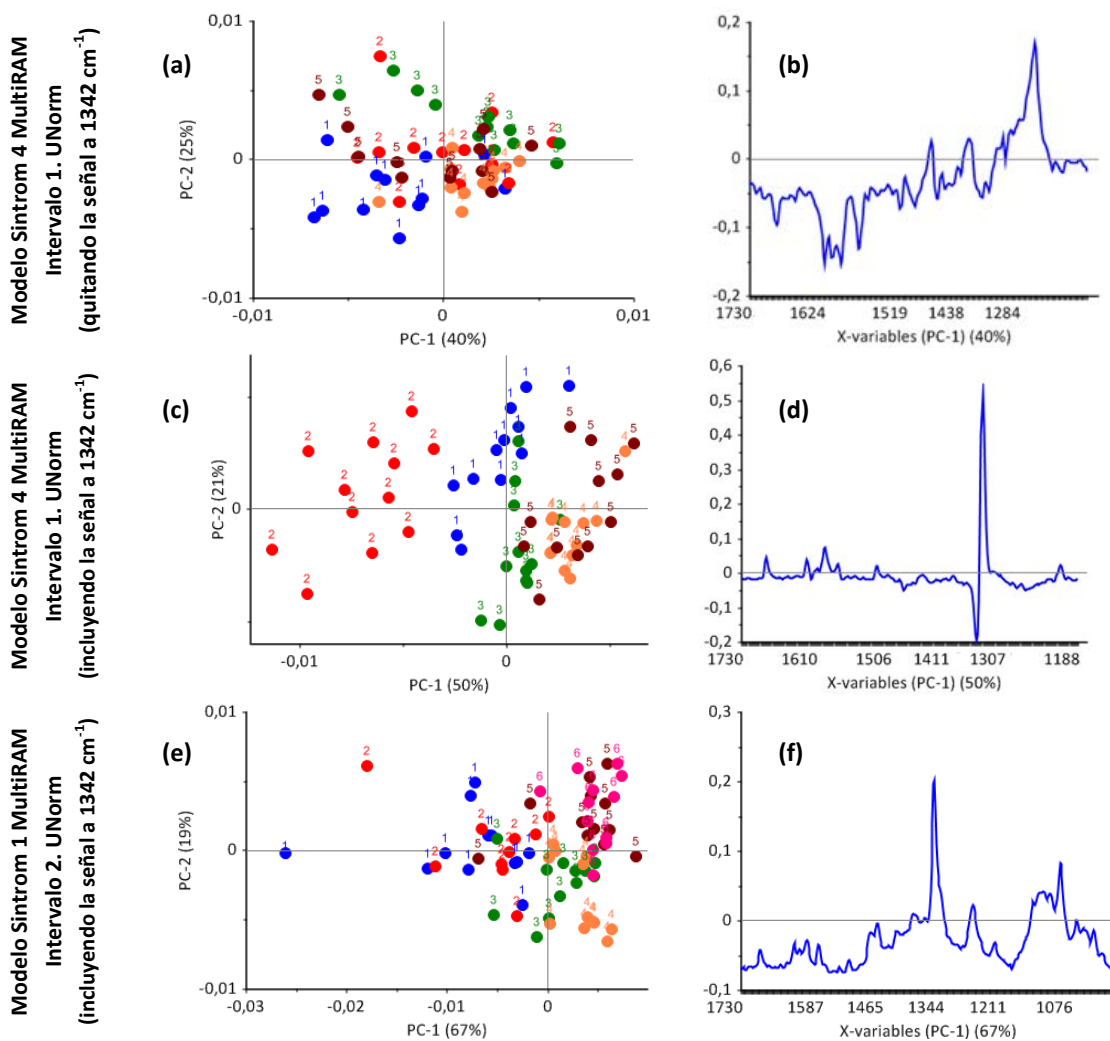 Modelo Sintrom 4 MultiRAM
Intervalo 1. UNorm
(quitando la señal a 1342 cm⁻¹)
(a)
0,01
0
-0,01
PC-2 (25%)
-0,01
0
0,01
PC-1 (40%)
(b)
0,2
0,1
0
-0,1
-0,2
1730
1624
1519
1438
1284
X-variables (PC-1) (40%)
Modelo Sintrom 4 MultiRAM
Intervalo 1. UNorm
(incluyendo la señal a 1342 cm⁻¹)
(c)
0
PC-2 (21%)
-0,01
0
PC-1 (50%)
(d)
0,6
0,5
0,4
0,3
0,2
0,1
0
-0,1
-0,2
1730
1610
1506
1411
1307
1188
X-variables (PC-1) (50%)
Modelo Sintrom 1 MultiRAM
Intervalo 2. UNorm
(incluyendo la señal a 1342 cm⁻¹)
(e)
0,01
0
-0,01
PC-2 (19%)
-0,03
-0,02
-0,01
0
PC-1 (67%)
(f)
0,3
0,2
0,1
0
-0,1
1730
1587
1465
1344
1211
1076
X-variables (PC-1) (67%)